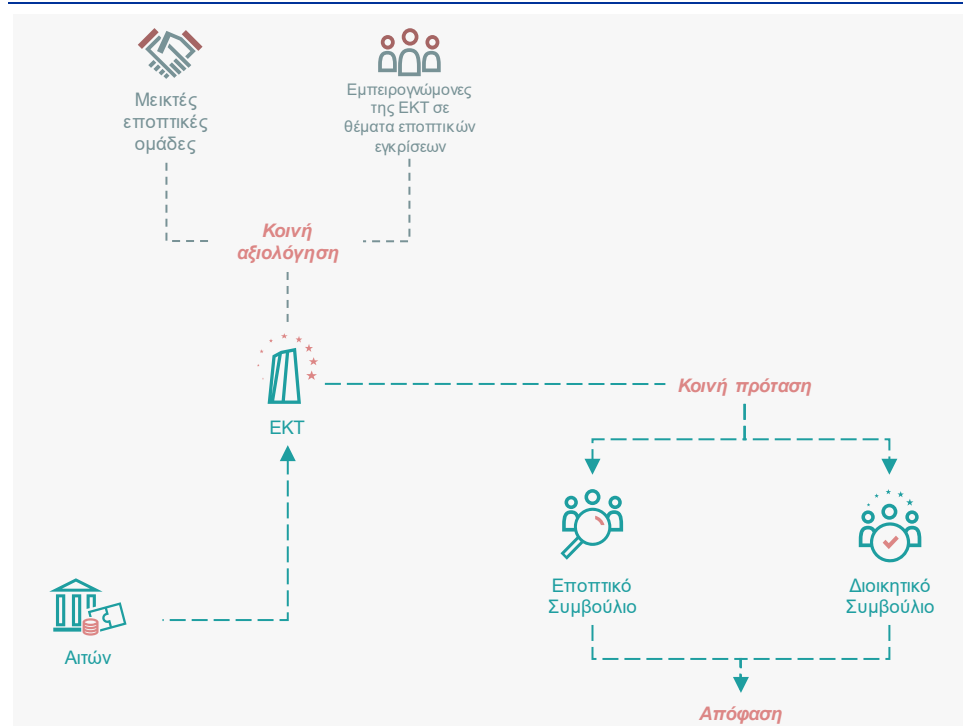 Μεικτές
εποπτικές
ομάδες
Εμπειρογνώμονες
της ΕΚΤ σε
θέματα εποπτικών
εγκρίσεων
Κοινή
αξιολόγηση
ΕΚΤ
Κοινή πρόταση
Εποπτικό
Συμβούλιο
Διοικητικό
Συμβούλιο
Αιτών
Απόφαση